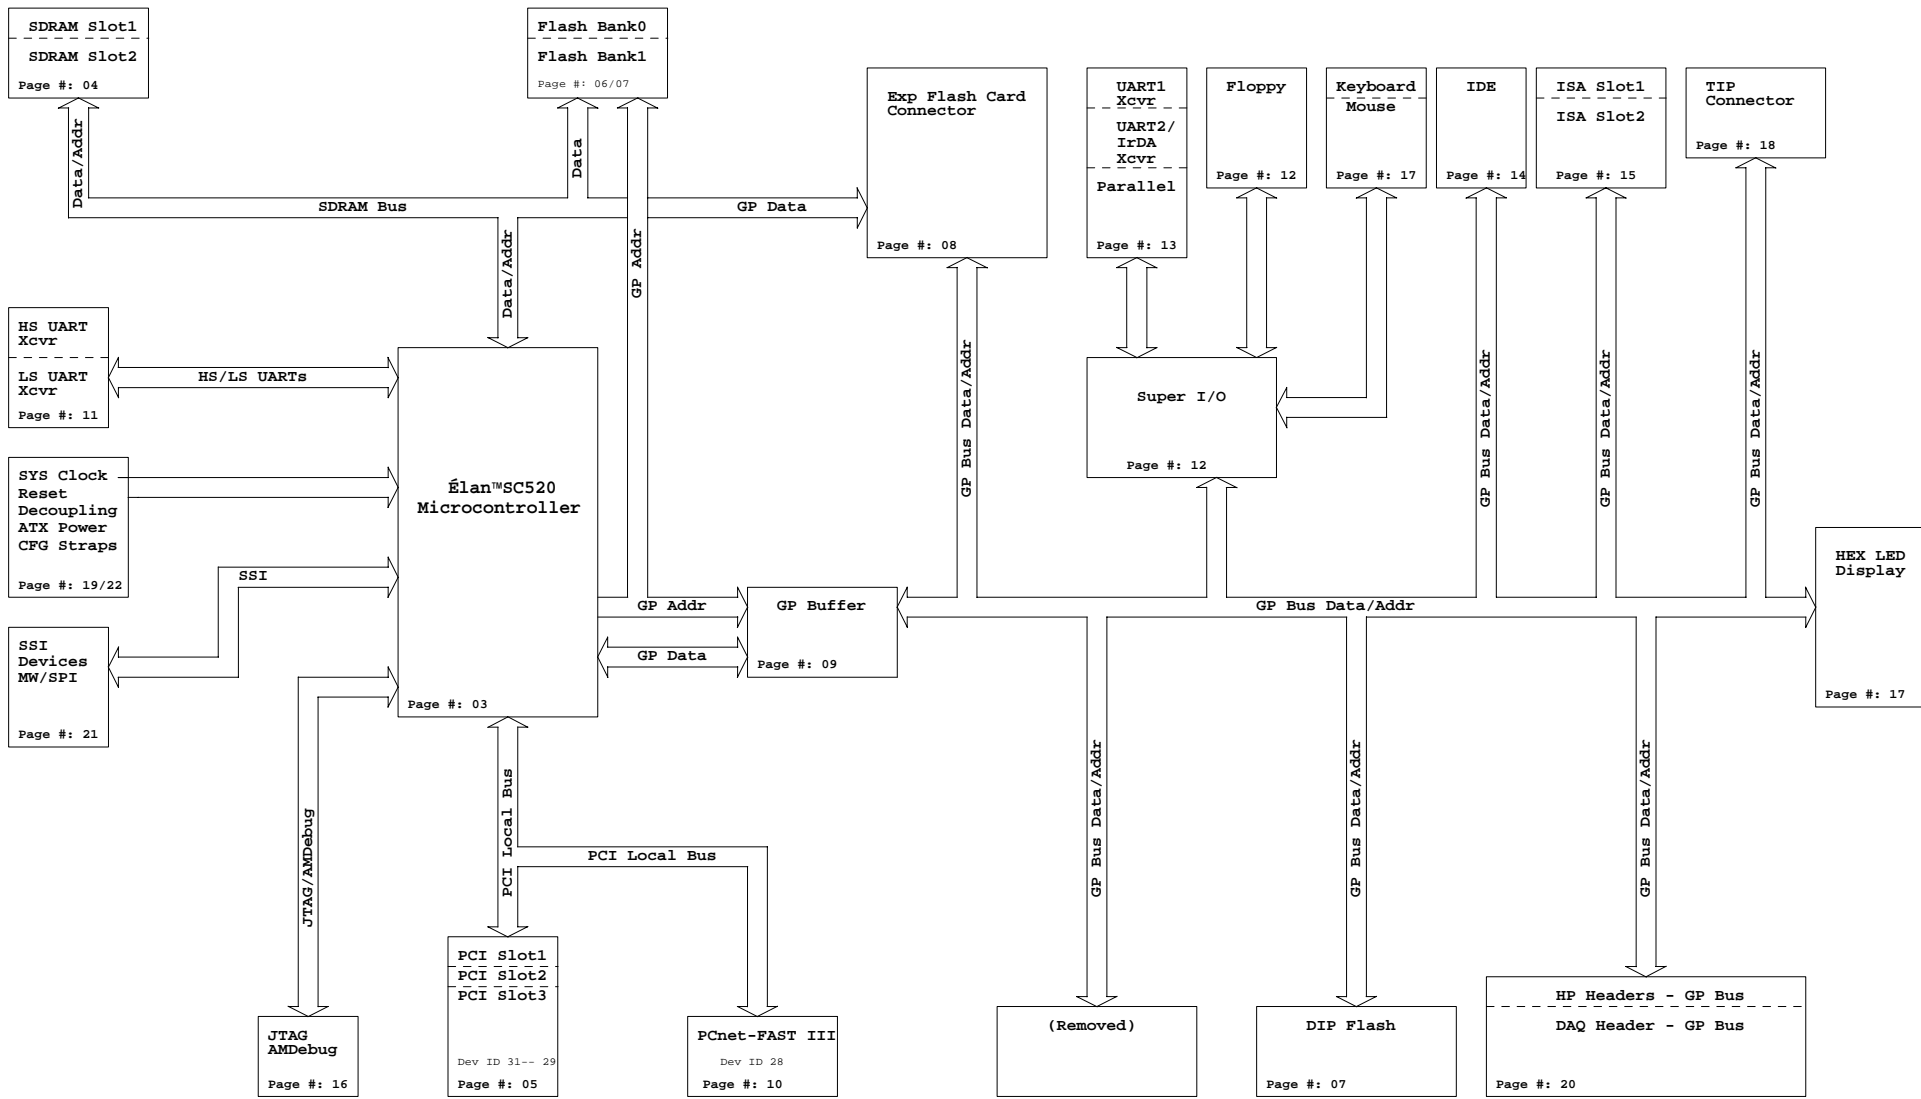 SDRAM Slot1
SDRAM Slot2
Page #: 04
Flash Bank0
Flash Bank1
Page #: 06/07
Exp Flash Card
Connector
Page #: 08
UART1
Xcvr
UART2/
IrDA
Xcvr
Parallel
Page #: 13
Floppy
Page #: 12
Keyboard
Mouse
Page #: 17
IDE
Page #: 14
ISA Slot1
ISA Slot2
Page #: 15
TIP
Connector
Page #: 18
Data/Addr
Data
SDRAM Bus
GP Data
Data/Addr
GP Addr
HS UART
Xcvr
LS UART
Xcvr
Page #: 11
HS/LS UARTs
SYS Clock
Reset
Decoupling
ATX Power
CFG Straps
Page #: 19/22
SSI
SSI
Devices
MW/SPI
Page #: 21
Élan™SC520
Microcontroller
Page #: 03
GP Addr
GP Data
GP Buffer
Page #: 09
GP Bus Data/Addr
Super I/O
Page #: 12
GP Bus Data/Addr
GP Bus Data/Addr
GP Bus Data/Addr
GP Bus Data/Addr
HEX LED
Display
Page #: 17
JTAG/AMDebug
PCI Local Bus
PCI Local Bus
GP Bus Data/Addr
GP Bus Data/Addr
GP Bus Data/Addr
JTAG
AMDebug
Page #: 16
PCI Slot1
PCI Slot2
PCI Slot3
Dev ID 31-- 29
Page #: 05
PCnet-FAST III
Dev ID 28
Page #: 10
(Removed)
DIP Flash
Page #: 07
HP Headers - GP Bus
DAQ Header - GP Bus
Page #: 20